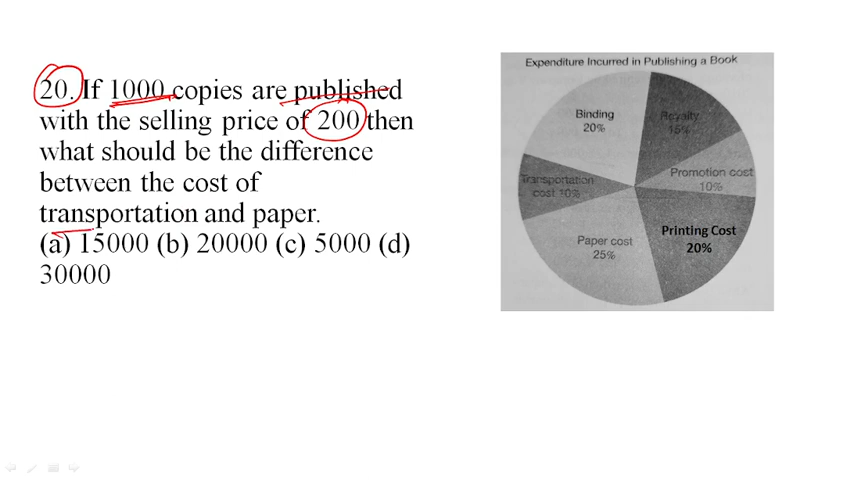 20. If 1000 copies are published
with the selling price of 200 then
what should be the difference
between the cost of
transportation and paper.
(a) 15000 (b) 20000 (c) 5000 (d)
30000
Expenditure Incurred in Publishing a Book
Binding
20%
Royalty
15%
Transportation
cost 10%
Promotion cost
10%
Printing Cost
20%
Paper cost
25%